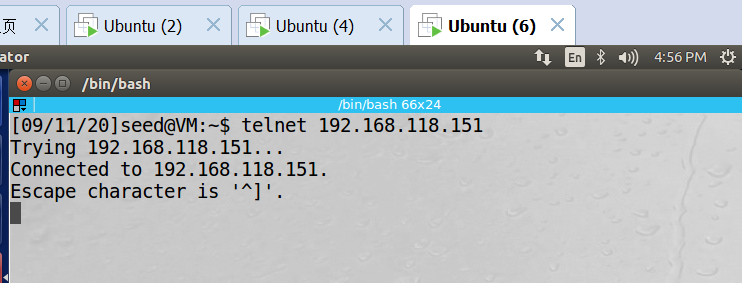 页 Ubuntu (2) Ubuntu (4) Ubuntu (6)
ator En 4:56 PM
/bin/bash
/bin/bash 66x24
[09/11/20]seed@VM:~$ telnet 192.168.118.151
Trying 192.168.118.151...
Connected to 192.168.118.151.
Escape character is '^]'.